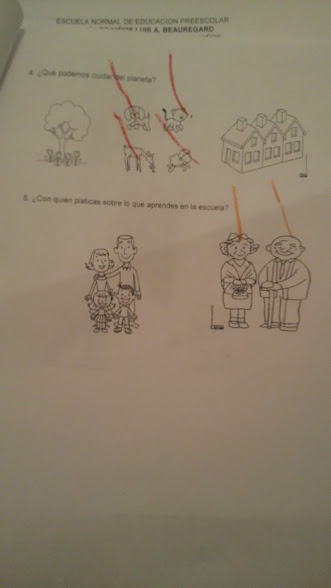 ESCUELA NORMAL DE EDUCACION PREESCOLAR
LUIS A. BEAUREGARD
4. ¿Qué podemos cuidar del planeta?
5. ¿Con quién platicas sobre lo que aprendes en la escuela?